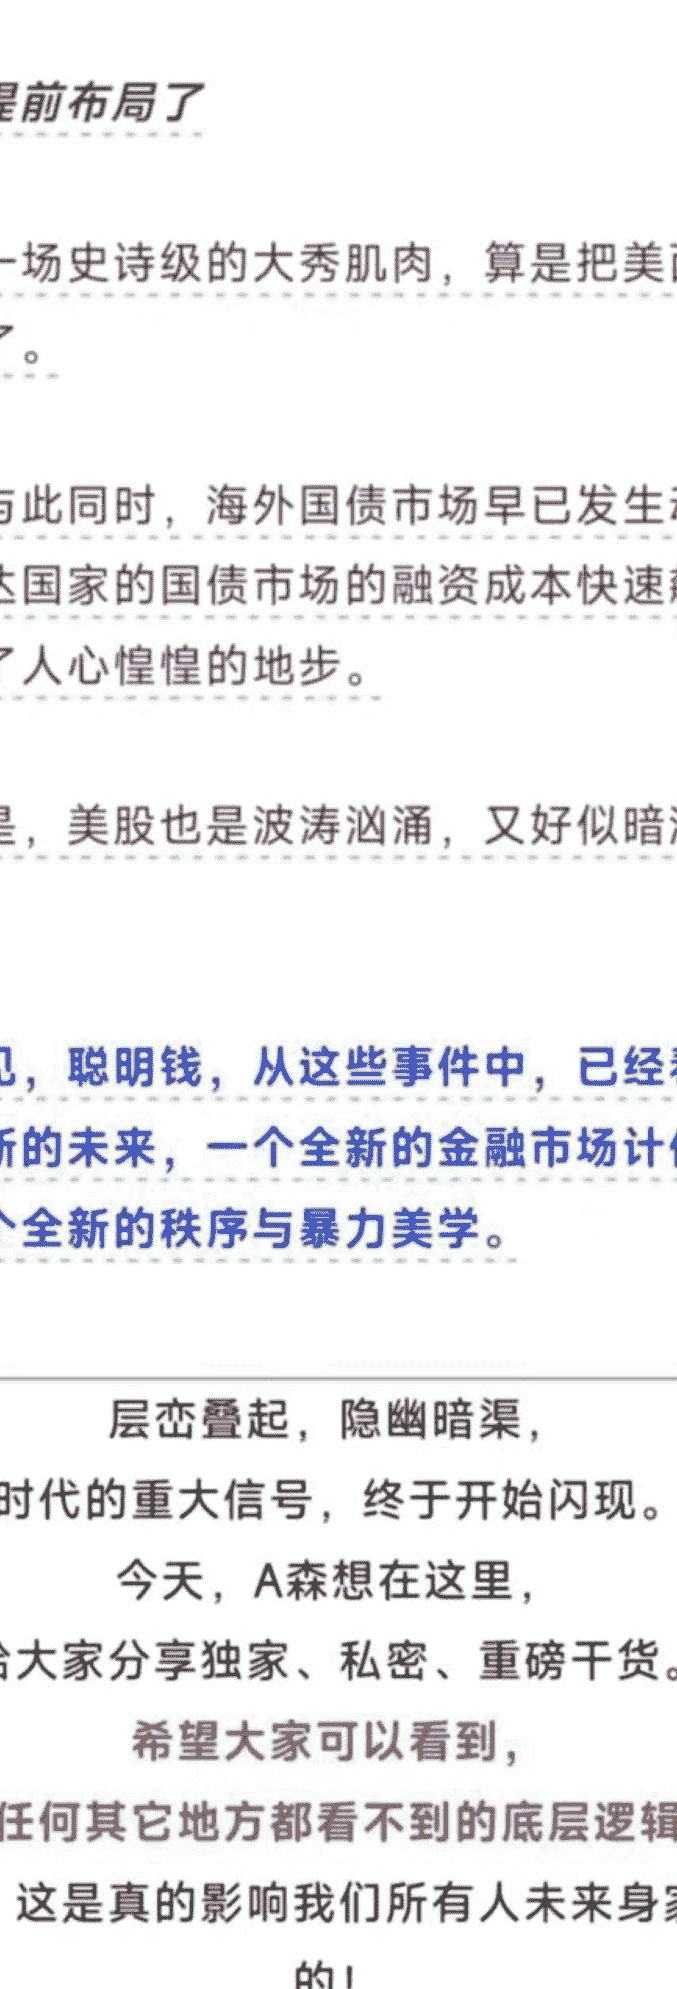 前布局了
一场史诗级的大秀肌肉，算是把美
了。
与此同时，海外国债市场早已发生
达国家的国债市场的融资成本快速
了人心惶惶的地步。
是，美股也是波涛汹涌，又好似暗
见，聪明钱，从这些事件中，已经
新的未来，一个全新的金融市场计
个全新的秩序与暴力美学。
层峦叠起，隐幽暗渠，
时代的重大信号，终于开始闪现。
今天，A森想在这里，
给大家分享独家、私密、重磅干货。
希望大家可以看到，
任何其它地方都看不到的底层逻辑
这是真的影响我们所有人未来身家
的！